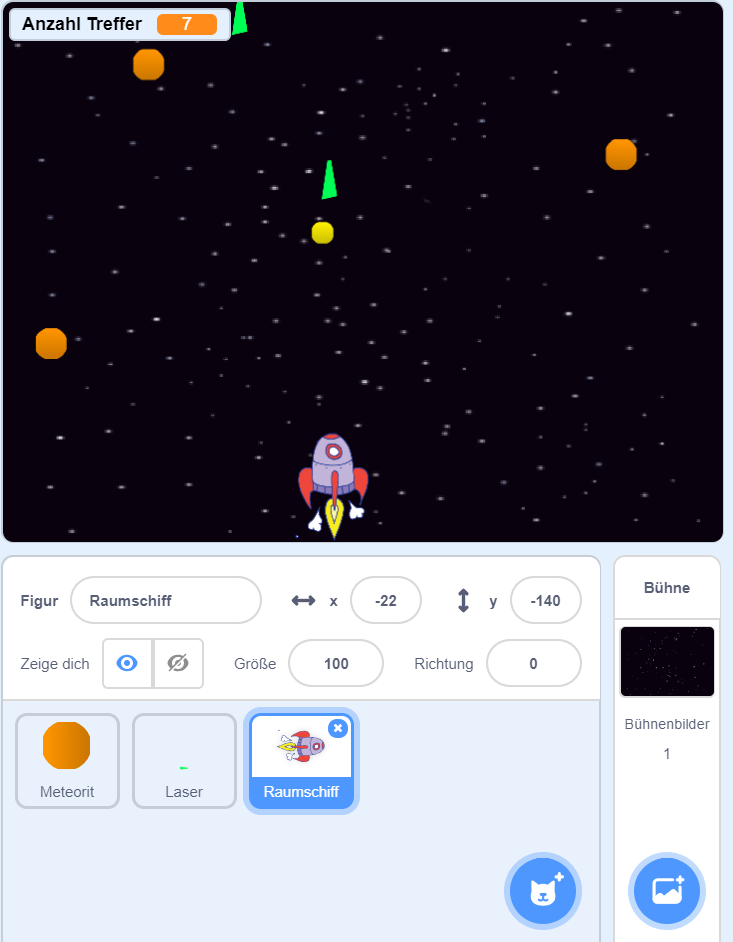 Anzahl Treffer 7
Figur Raumschiff x -22 y -140
Zeige dich Größe 100 Richtung 0
Meteorit Laser Raumschiff
Bühne
Bühnenbilder
1